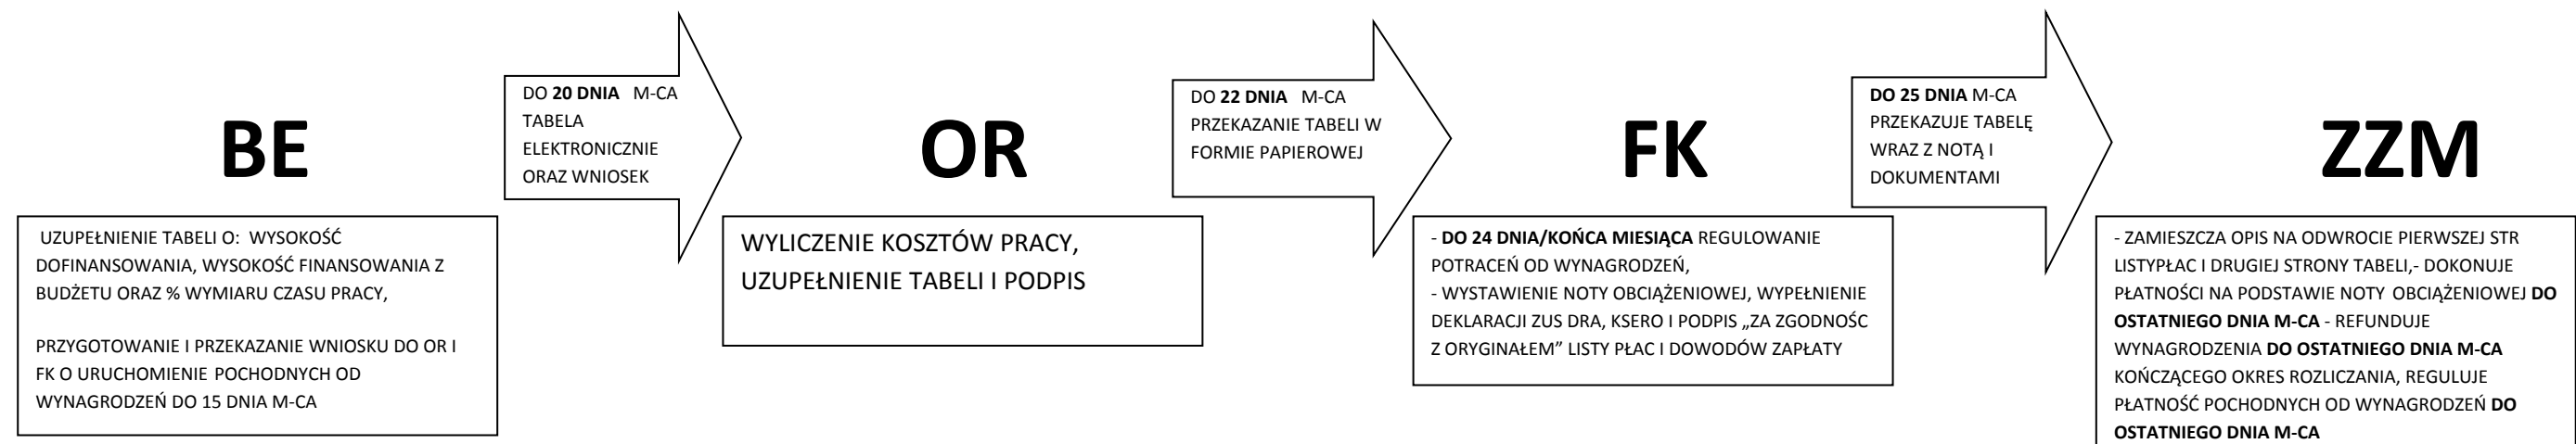 BE
UZUPEŁNIENIE TABELI O: WYSOKOŚĆ
DOFINANSOWANIA, WYSOKOŚĆ FINANSOWANIA Z
BUDŻETU ORAZ % WYMIARU CZASU PRACY,
PRZYGOTOWANIE I PRZEKAZANIE WNIOSKU DO OR I
FK O URUCHOMIENIE POCHODNYCH OD
WYNAGRODZEŃ DO 15 DNIA M-CA
DO 20 DNIA M-CA
TABELA
ELEKTRONICZNIE
ORAZ WNIOSEK
OR
WYLICZENIE KOSZTÓW PRACY,
UZUPEŁNIENIE TABELI I PODPIS
DO 22 DNIA M-CA
PRZEKAZANIE TABELI W
FORMIE PAPIEROWEJ
FK
- DO 24 DNIA/KOŃCA MIESIĄCA REGULOWANIE
POTRACEŃ OD WYNAGRODZEŃ,
- WYSTAWIENIE NOTY OBCIĄŻENIOWEJ, WYPEŁNIENIE
DEKLARACJI ZUS DRA, KSERO I PODPIS „ZA ZGODNOŚC
Z ORYGINAŁEM” LISTY PŁAC I DOWODÓW ZAPŁATY
DO 25 DNIA M-CA
PRZEKAZUJE TABELĘ
WRAZ Z NOTĄ I
DOKUMENTAMI
ZZM
- ZAMIESZCZA OPIS NA ODWROCIE PIERWSZEJ STR
LISTYPŁAC I DRUGIEJ STRONY TABELI,- DOKONUJE
PŁATNOŚCI NA PODSTAWIE NOTY OBCIĄŻENIOWEJ DO
OSTATNIEGO DNIA M-CA - REFUNDUJE
WYNAGRODZENIA DO OSTATNIEGO DNIA M-CA
KOŃCZĄCEGO OKRES ROZLICZANIA, REGULUJE
PŁATNOŚĆ POCHODNYCH OD WYNAGRODZEŃ DO
OSTATNIEGO DNIA M-CA